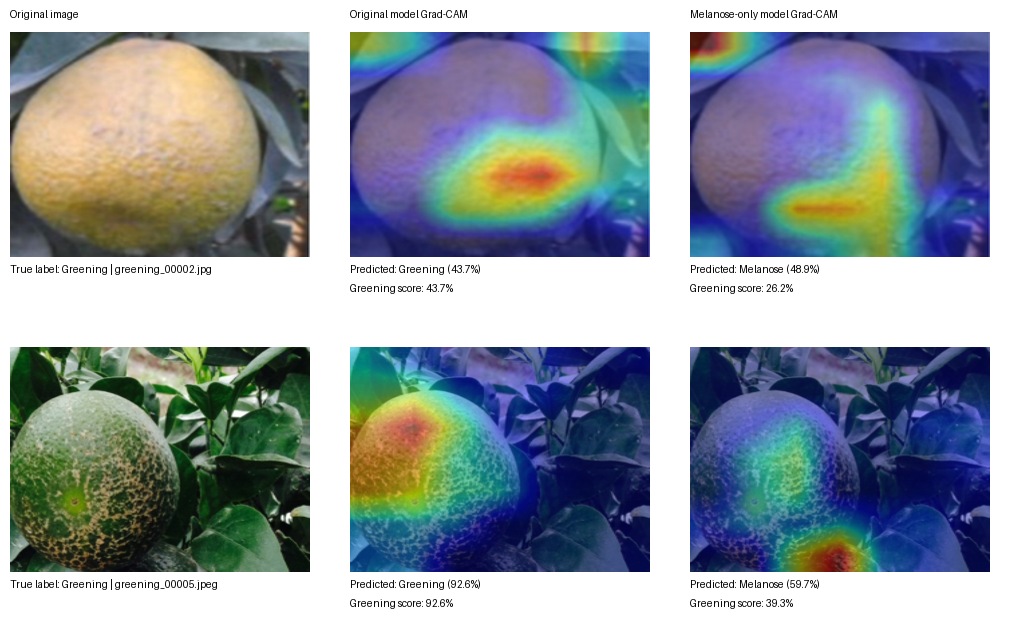 Original image
Original model Grad-CAM
Melanose-only model Grad-CAM
True label: Greening | greening_00002.jpg
Predicted: Greening (43.7%)
Predicted: Melanose (48.9%)
Greening score: 43.7%
Greening score: 26.2%
True label: Greening | greening_00005.jpeg
Predicted: Greening (92.6%)
Predicted: Melanose (59.7%)
Greening score: 92.6%
Greening score: 39.3%